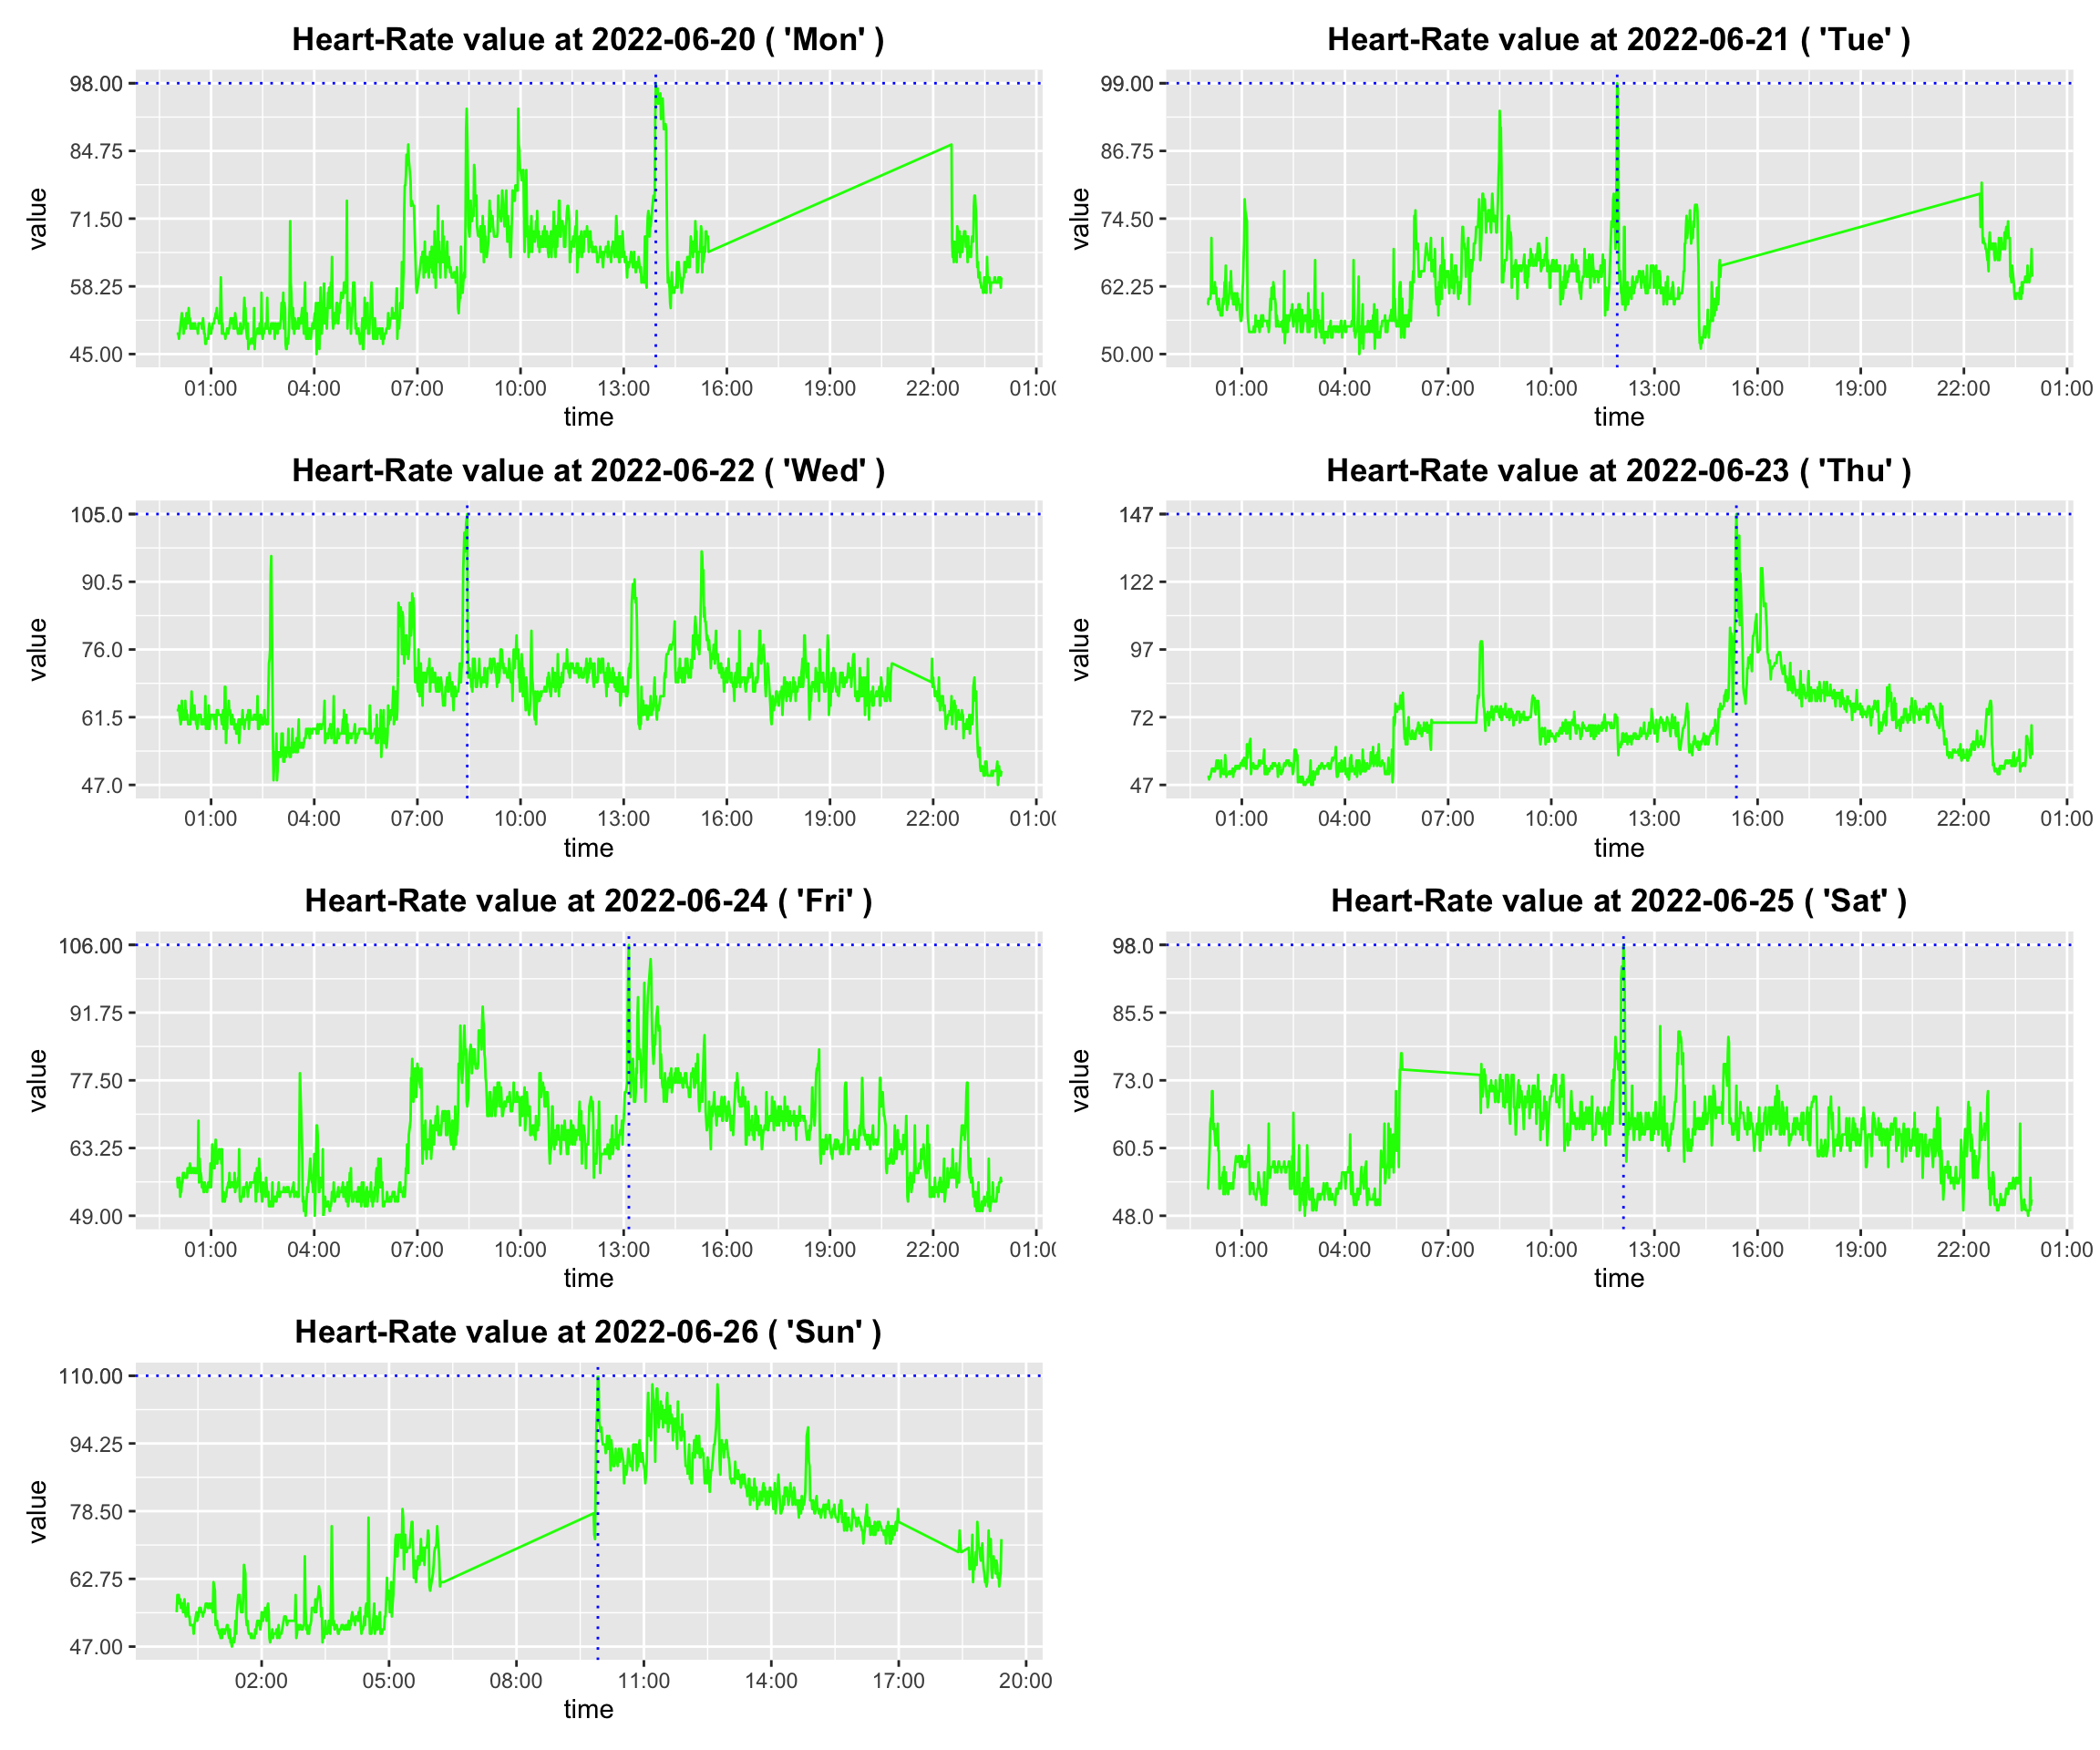 Heart-Rate value at 2022-06-20 ( 'Mon' )
98.00
84.75
71.50
58.25
45.00
value
01:00 04:00 07:00 10:00 13:00 16:00 19:00 22:00 01:00
time
Heart-Rate value at 2022-06-21 ( 'Tue' )
99.00
86.75
74.50
62.25
50.00
value
01:00 04:00 07:00 10:00 13:00 16:00 19:00 22:00 01:00
time
Heart-Rate value at 2022-06-22 ( 'Wed' )
105.0
90.5
76.0
61.5
47.0
value
01:00 04:00 07:00 10:00 13:00 16:00 19:00 22:00 01:00
time
Heart-Rate value at 2022-06-23 ( 'Thu' )
147
122
97
72
47
value
01:00 04:00 07:00 10:00 13:00 16:00 19:00 22:00 01:00
time
Heart-Rate value at 2022-06-24 ( 'Fri' )
106.00
91.75
77.50
63.25
49.00
value
01:00 04:00 07:00 10:00 13:00 16:00 19:00 22:00 01:00
time
Heart-Rate value at 2022-06-25 ( 'Sat' )
98.0
85.5
73.0
60.5
48.0
value
01:00 04:00 07:00 10:00 13:00 16:00 19:00 22:00 01:00
time
Heart-Rate value at 2022-06-26 ( 'Sun' )
110.00
94.25
78.50
62.75
47.00
value
02:00 05:00 08:00 11:00 14:00 17:00 20:00
time